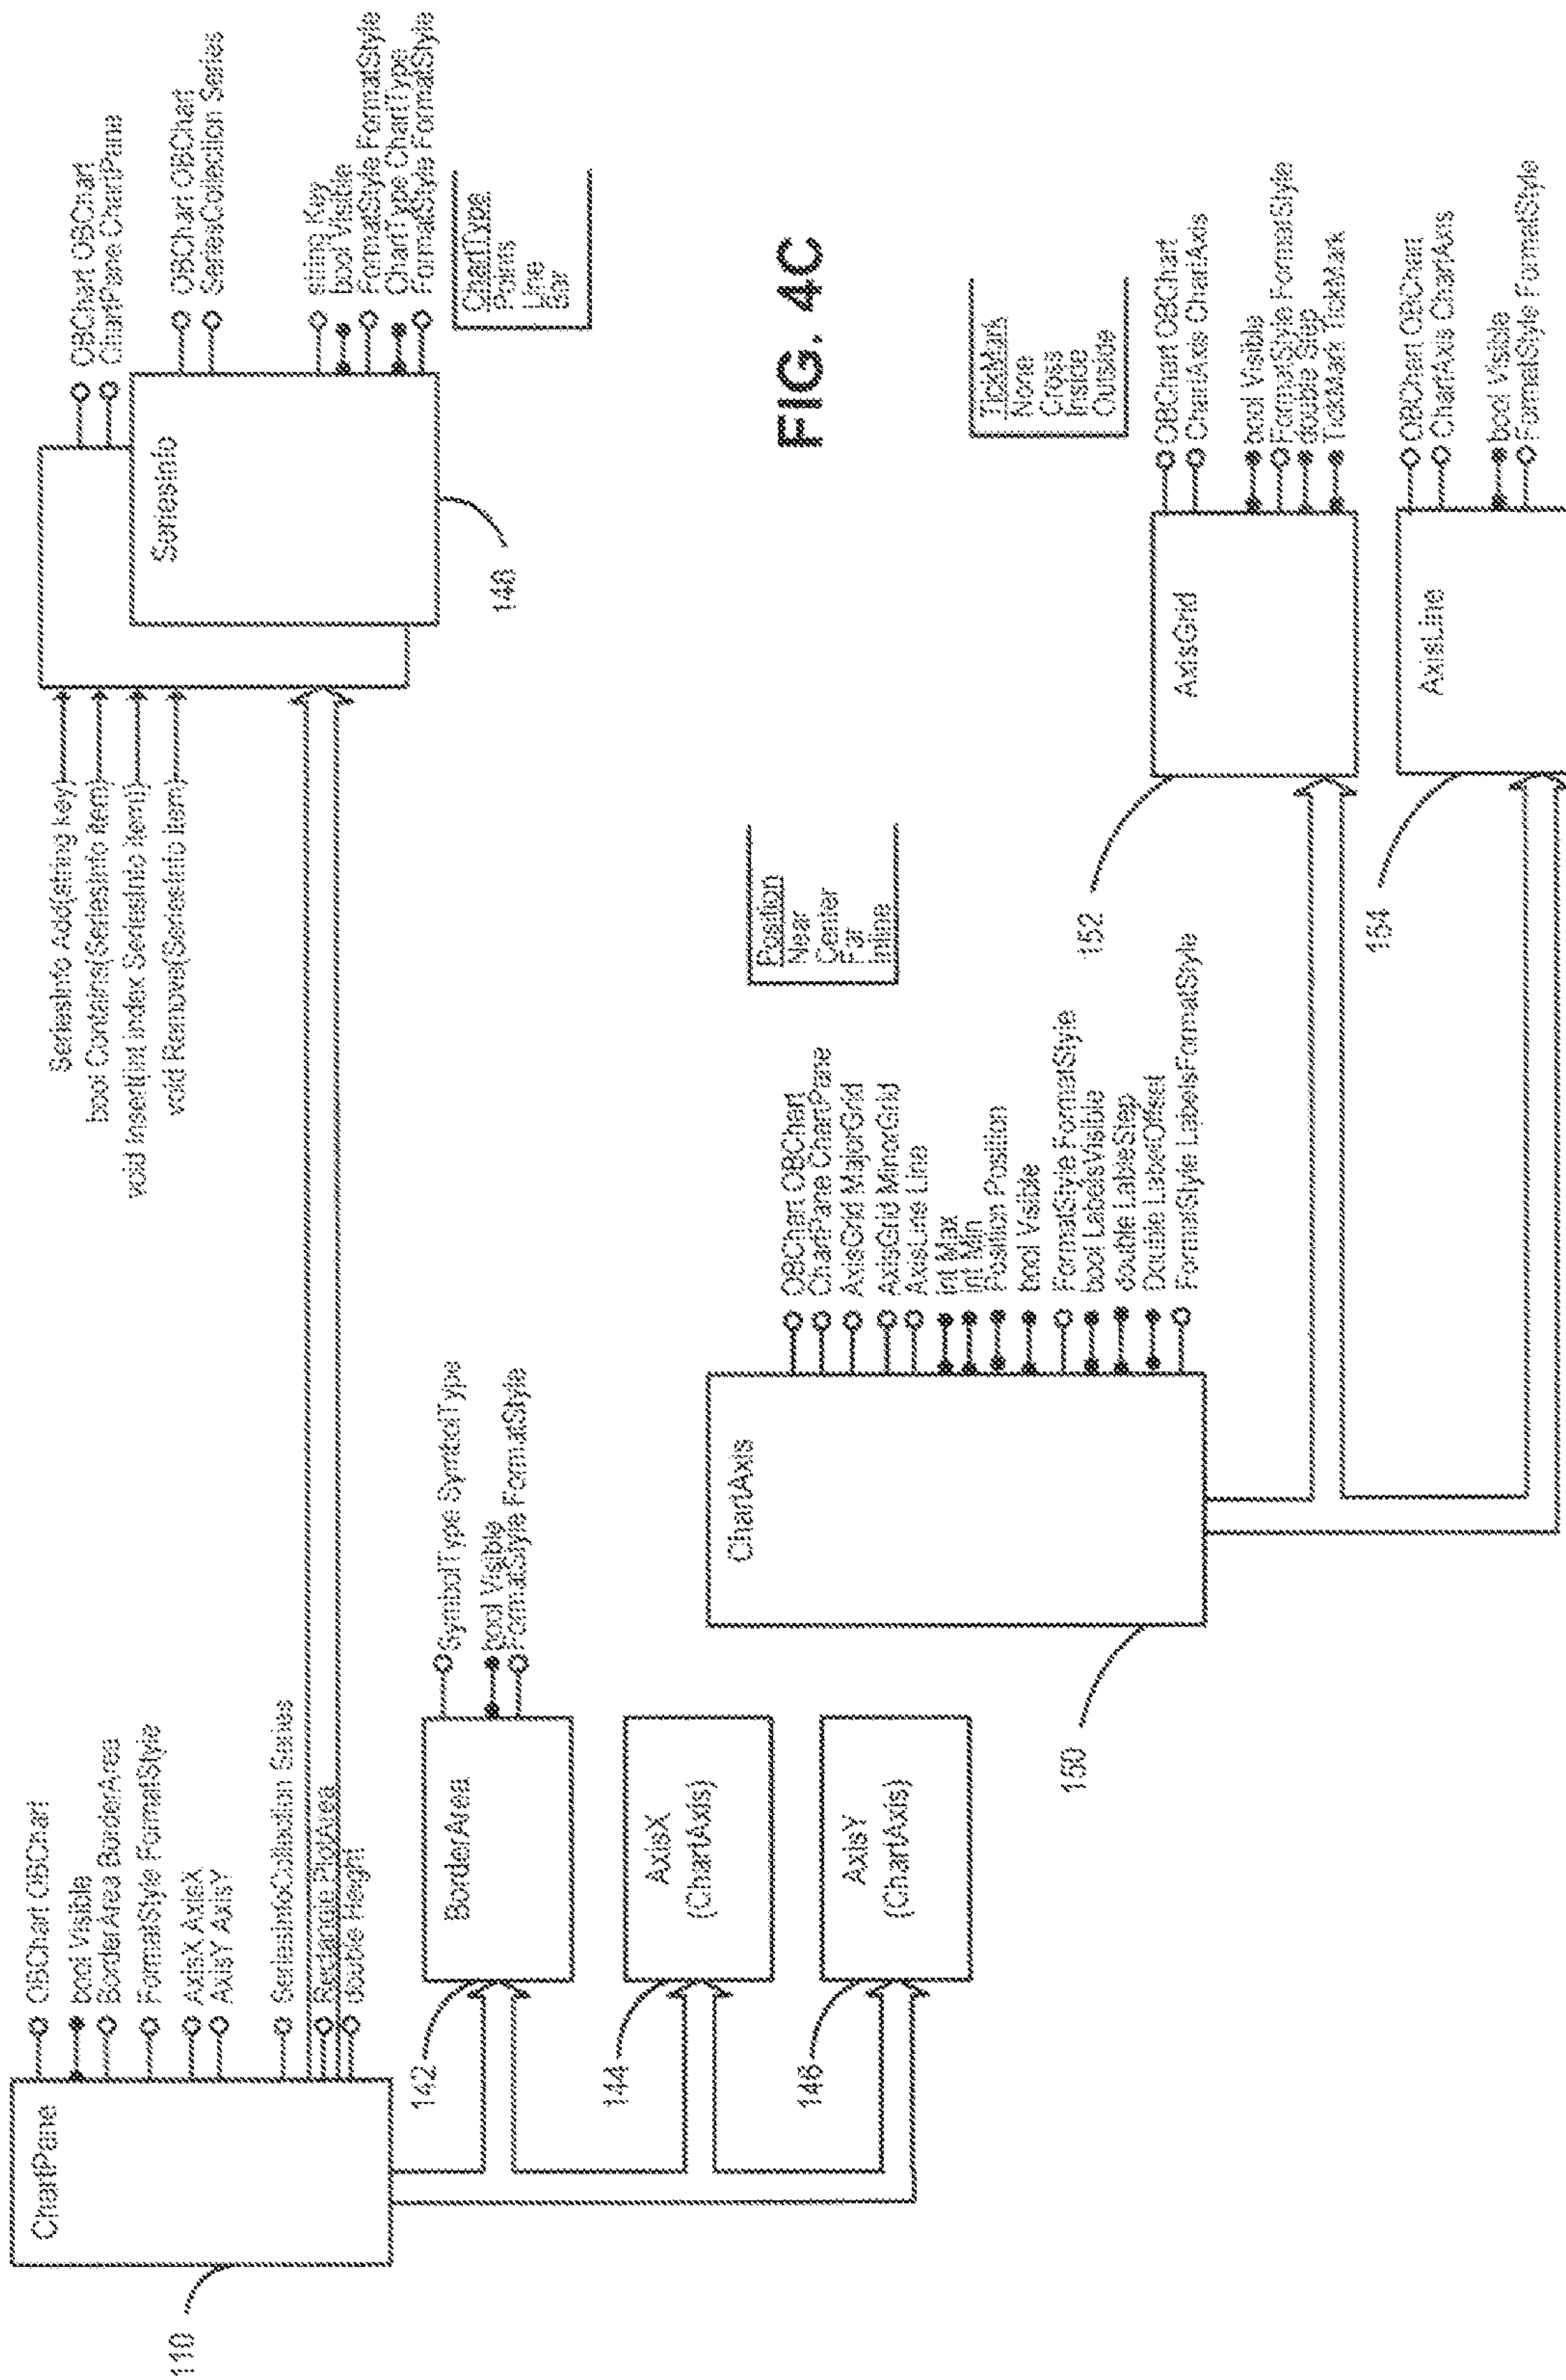 110
ChartPane
OBChart OBChart
bool Visible
BorderArea BorderArea
FormatStyle FormatStyle
AxisX AxisX
AxisY AxisY
SeriesInfoCollection Series
Rectangle PlotArea
double Height
SeriesInfo Add(string key)
bool Contains(SeriesInfo item)
void Insert(int index SeriesInfo item))
void Remove(SeriesInfo item)
SeriesInfo
148
OBChart OBChart
ChartPane ChartPane
OBChart OBChart
SeriesCollection Series
string Key
bool Visible
FormatStyle FormatStyle
ChartType ChartType
FormatStyle FormatStyle
ChartType
Points
Line
Bar
142
BorderArea
SymbolType SymbolType
bool Visible
FormatStyle FormatStyle
144
AxisX
(ChartAxis)
146
AxisY
(ChartAxis)
150
ChartAxis
OBChart OBChart
ChartPane ChartPane
AxisGrid MajorGrid
AxisGrid MinorGrid
AxisLine Line
int Max
int Min
Position Position
bool Visible
FormatStyle FormatStyle
bool LabelsVisible
double LableStep
Double LabelOffset
FormatStyle LabelsFormatStyle
Position
Near
Center
Far
Inline
FIG. 4C
TickMark
None
Cross
Inside
Outside
152
AxisGrid
OBChart OBChart
ChartAxis ChartAxis
bool Visible
FormatStyle FormatStyle
double Step
TickMark TickMark
154
AxisLine
OBChart OBChart
ChartAxis ChartAxis
bool Visible
FormatStyle FormatStyle